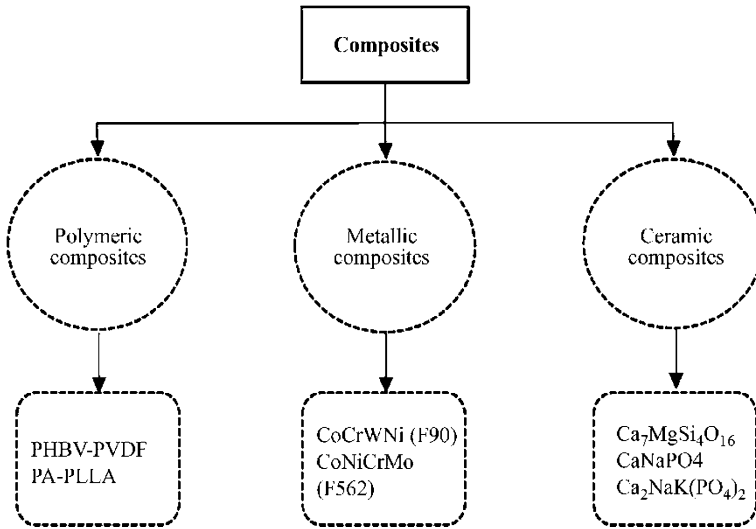 Composites
Polymeric
composites
Metallic
composites
Ceramic
composites
PHBV-PVDF
PA-PLLA
CoCrWNi (F90)
CoNiCrMo
(F562)
Ca₇MgSi₄O₁₆
CaNaPO4
Ca₂NaK(PO₄)₂